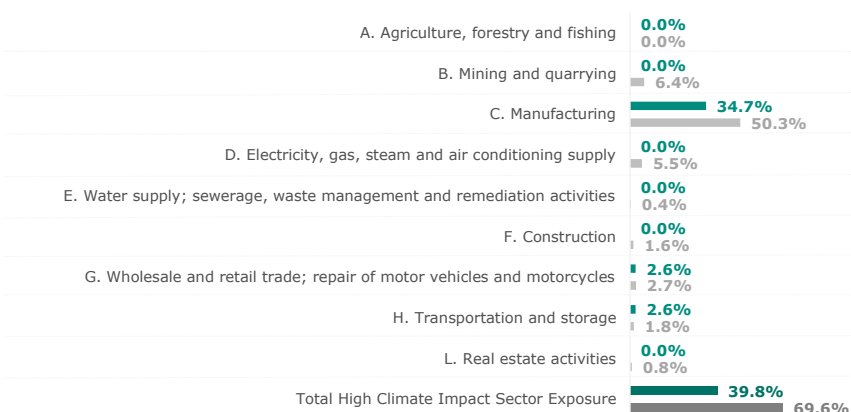 A. Agriculture, forestry and fishing
0.0%
0.0%
B. Mining and quarrying
0.0%
6.4%
C. Manufacturing
34.7%
50.3%
D. Electricity, gas, steam and air conditioning supply
0.0%
5.5%
E. Water supply; sewerage, waste management and remediation activities
0.0%
0.4%
F. Construction
0.0%
1.6%
G. Wholesale and retail trade; repair of motor vehicles and motorcycles
2.6%
2.7%
H. Transportation and storage
2.6%
1.8%
L. Real estate activities
0.0%
0.8%
Total High Climate Impact Sector Exposure
39.8%
69.6%